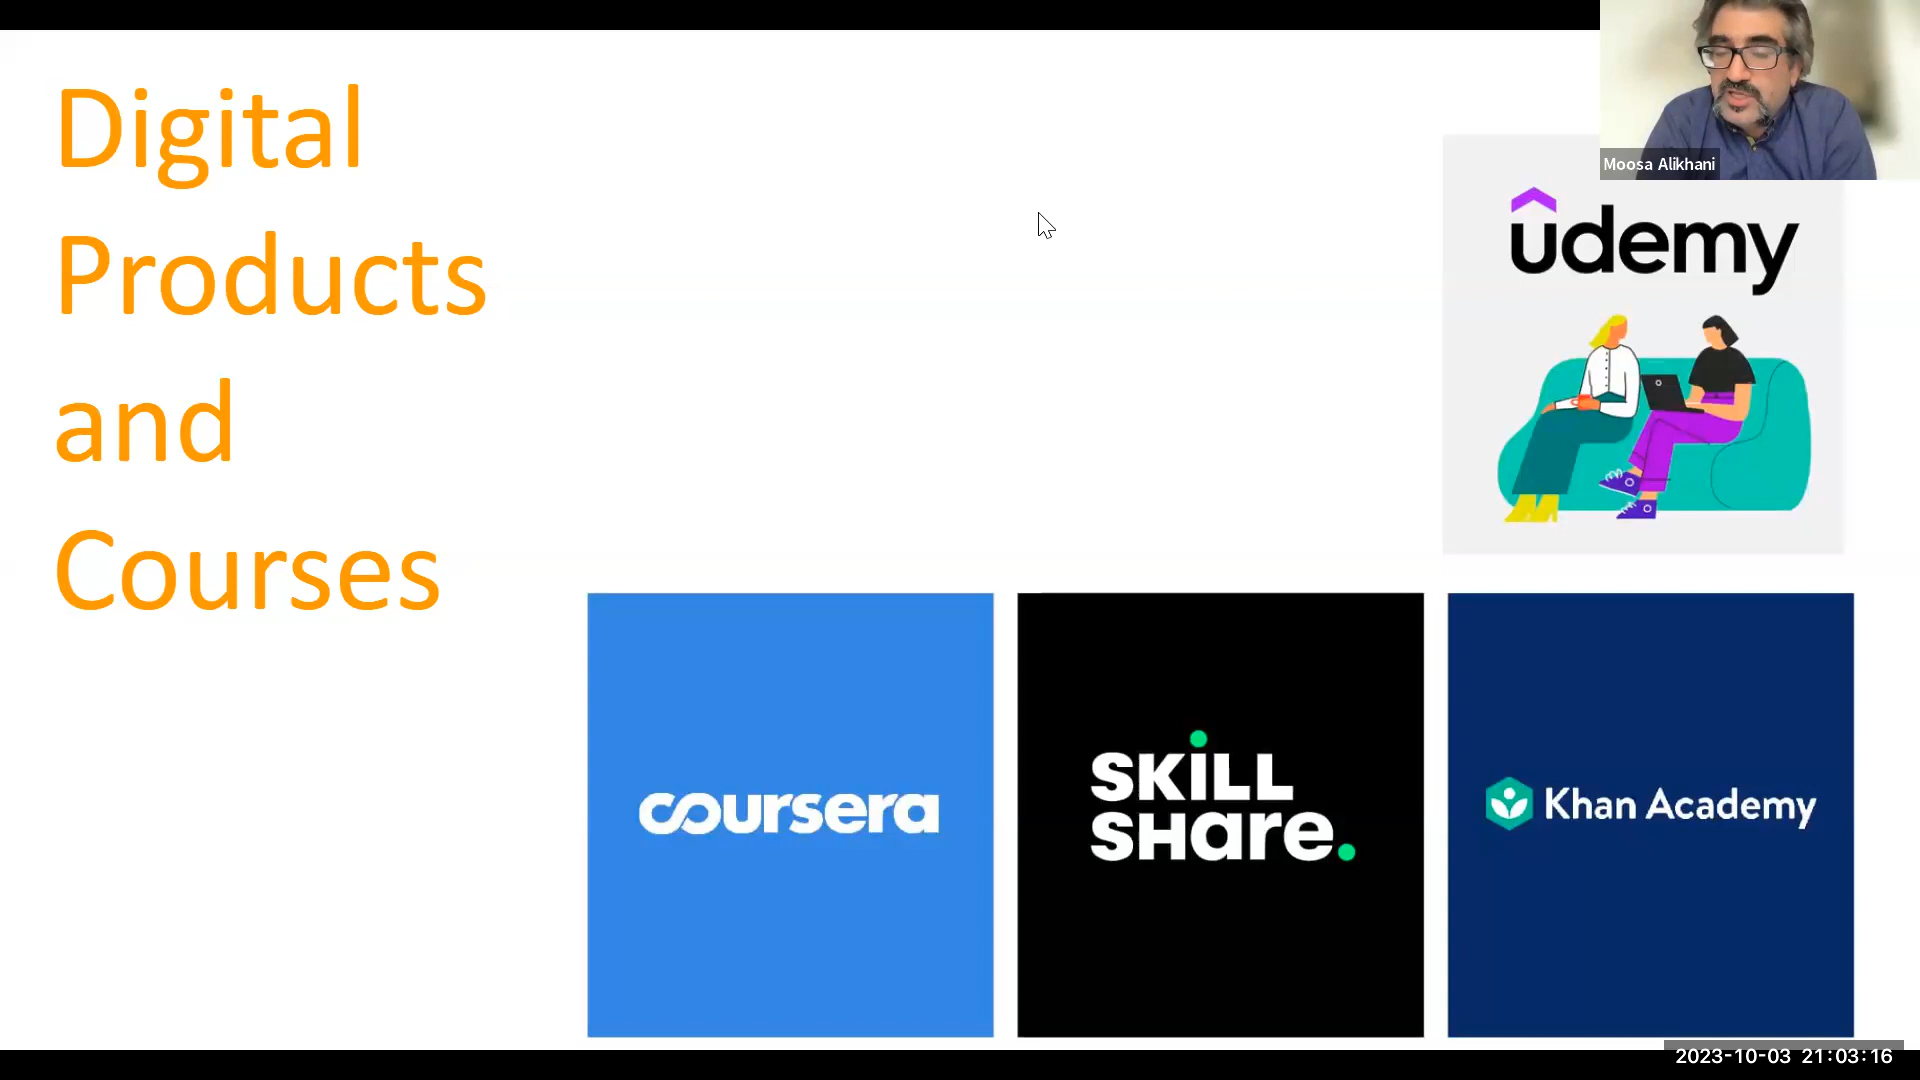 Digital
Products
and
Courses
Moosa Alikhani
udemy
coursera
SKILL
SHare.
Khan Academy
2023-10-03 21:03:16